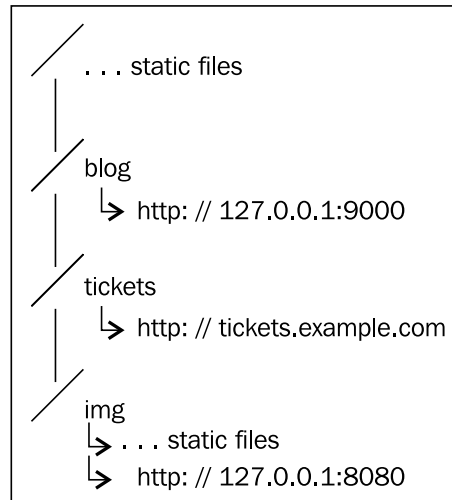 . . . static files
blog
http: // 127.0.0.1:9000
tickets
http: // tickets.example.com
img
. . . static files
http: // 127.0.0.1:8080